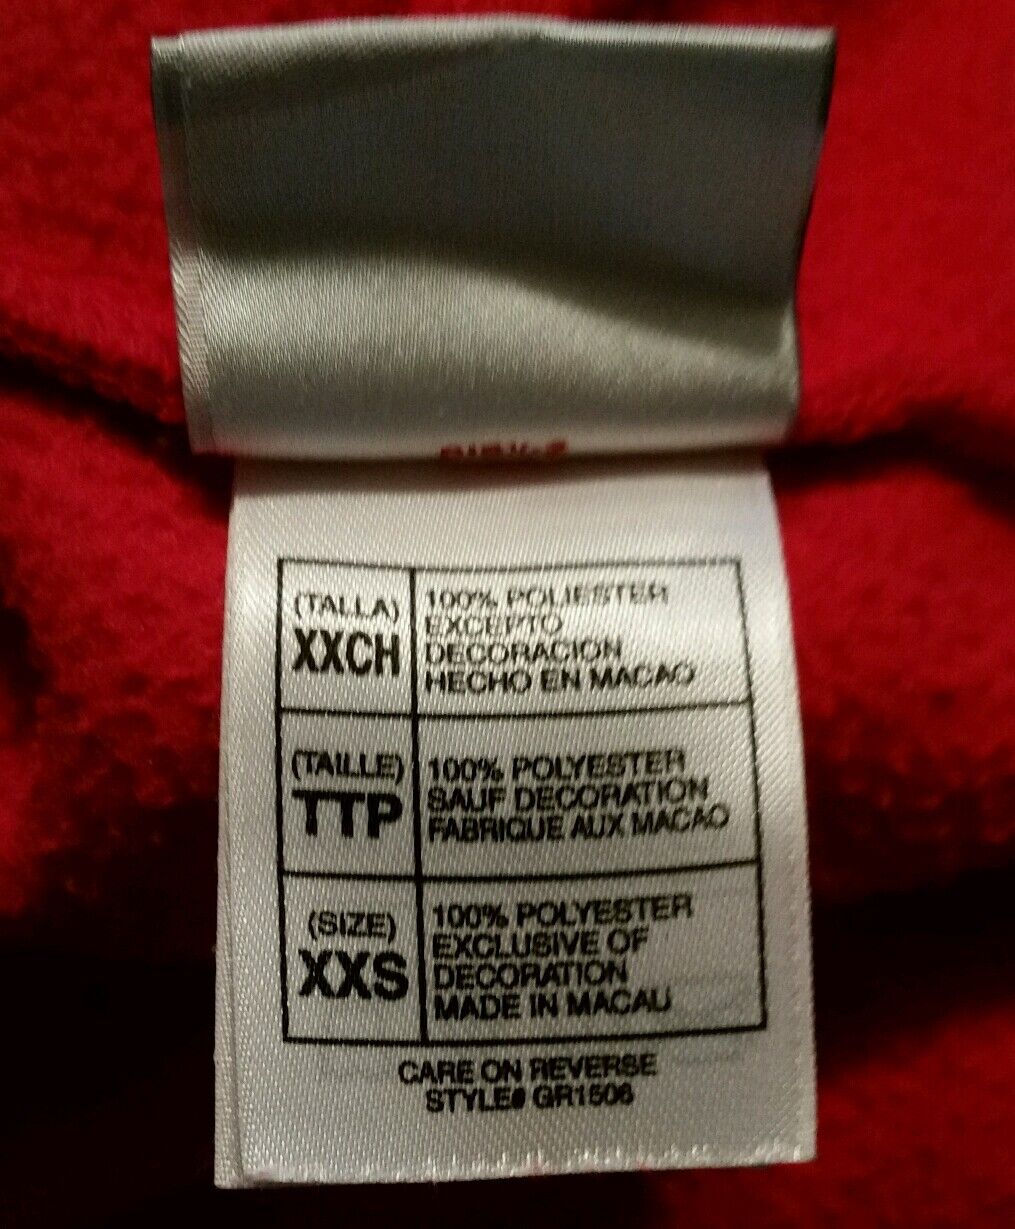 (TALLA)
XXCH
100% POLIESTER
EXCEPTO
DECORACION
HECHO EN MACAO
(TAILLE)
TTP
100% POLYESTER
SAUF DECORATION
FABRIQUE AUX MACAO
(SIZE)
XXS
100% POLYESTER
EXCLUSIVE OF
DECORATION
MADE IN MACAU
CARE ON REVERSE
STYLE# GR1506